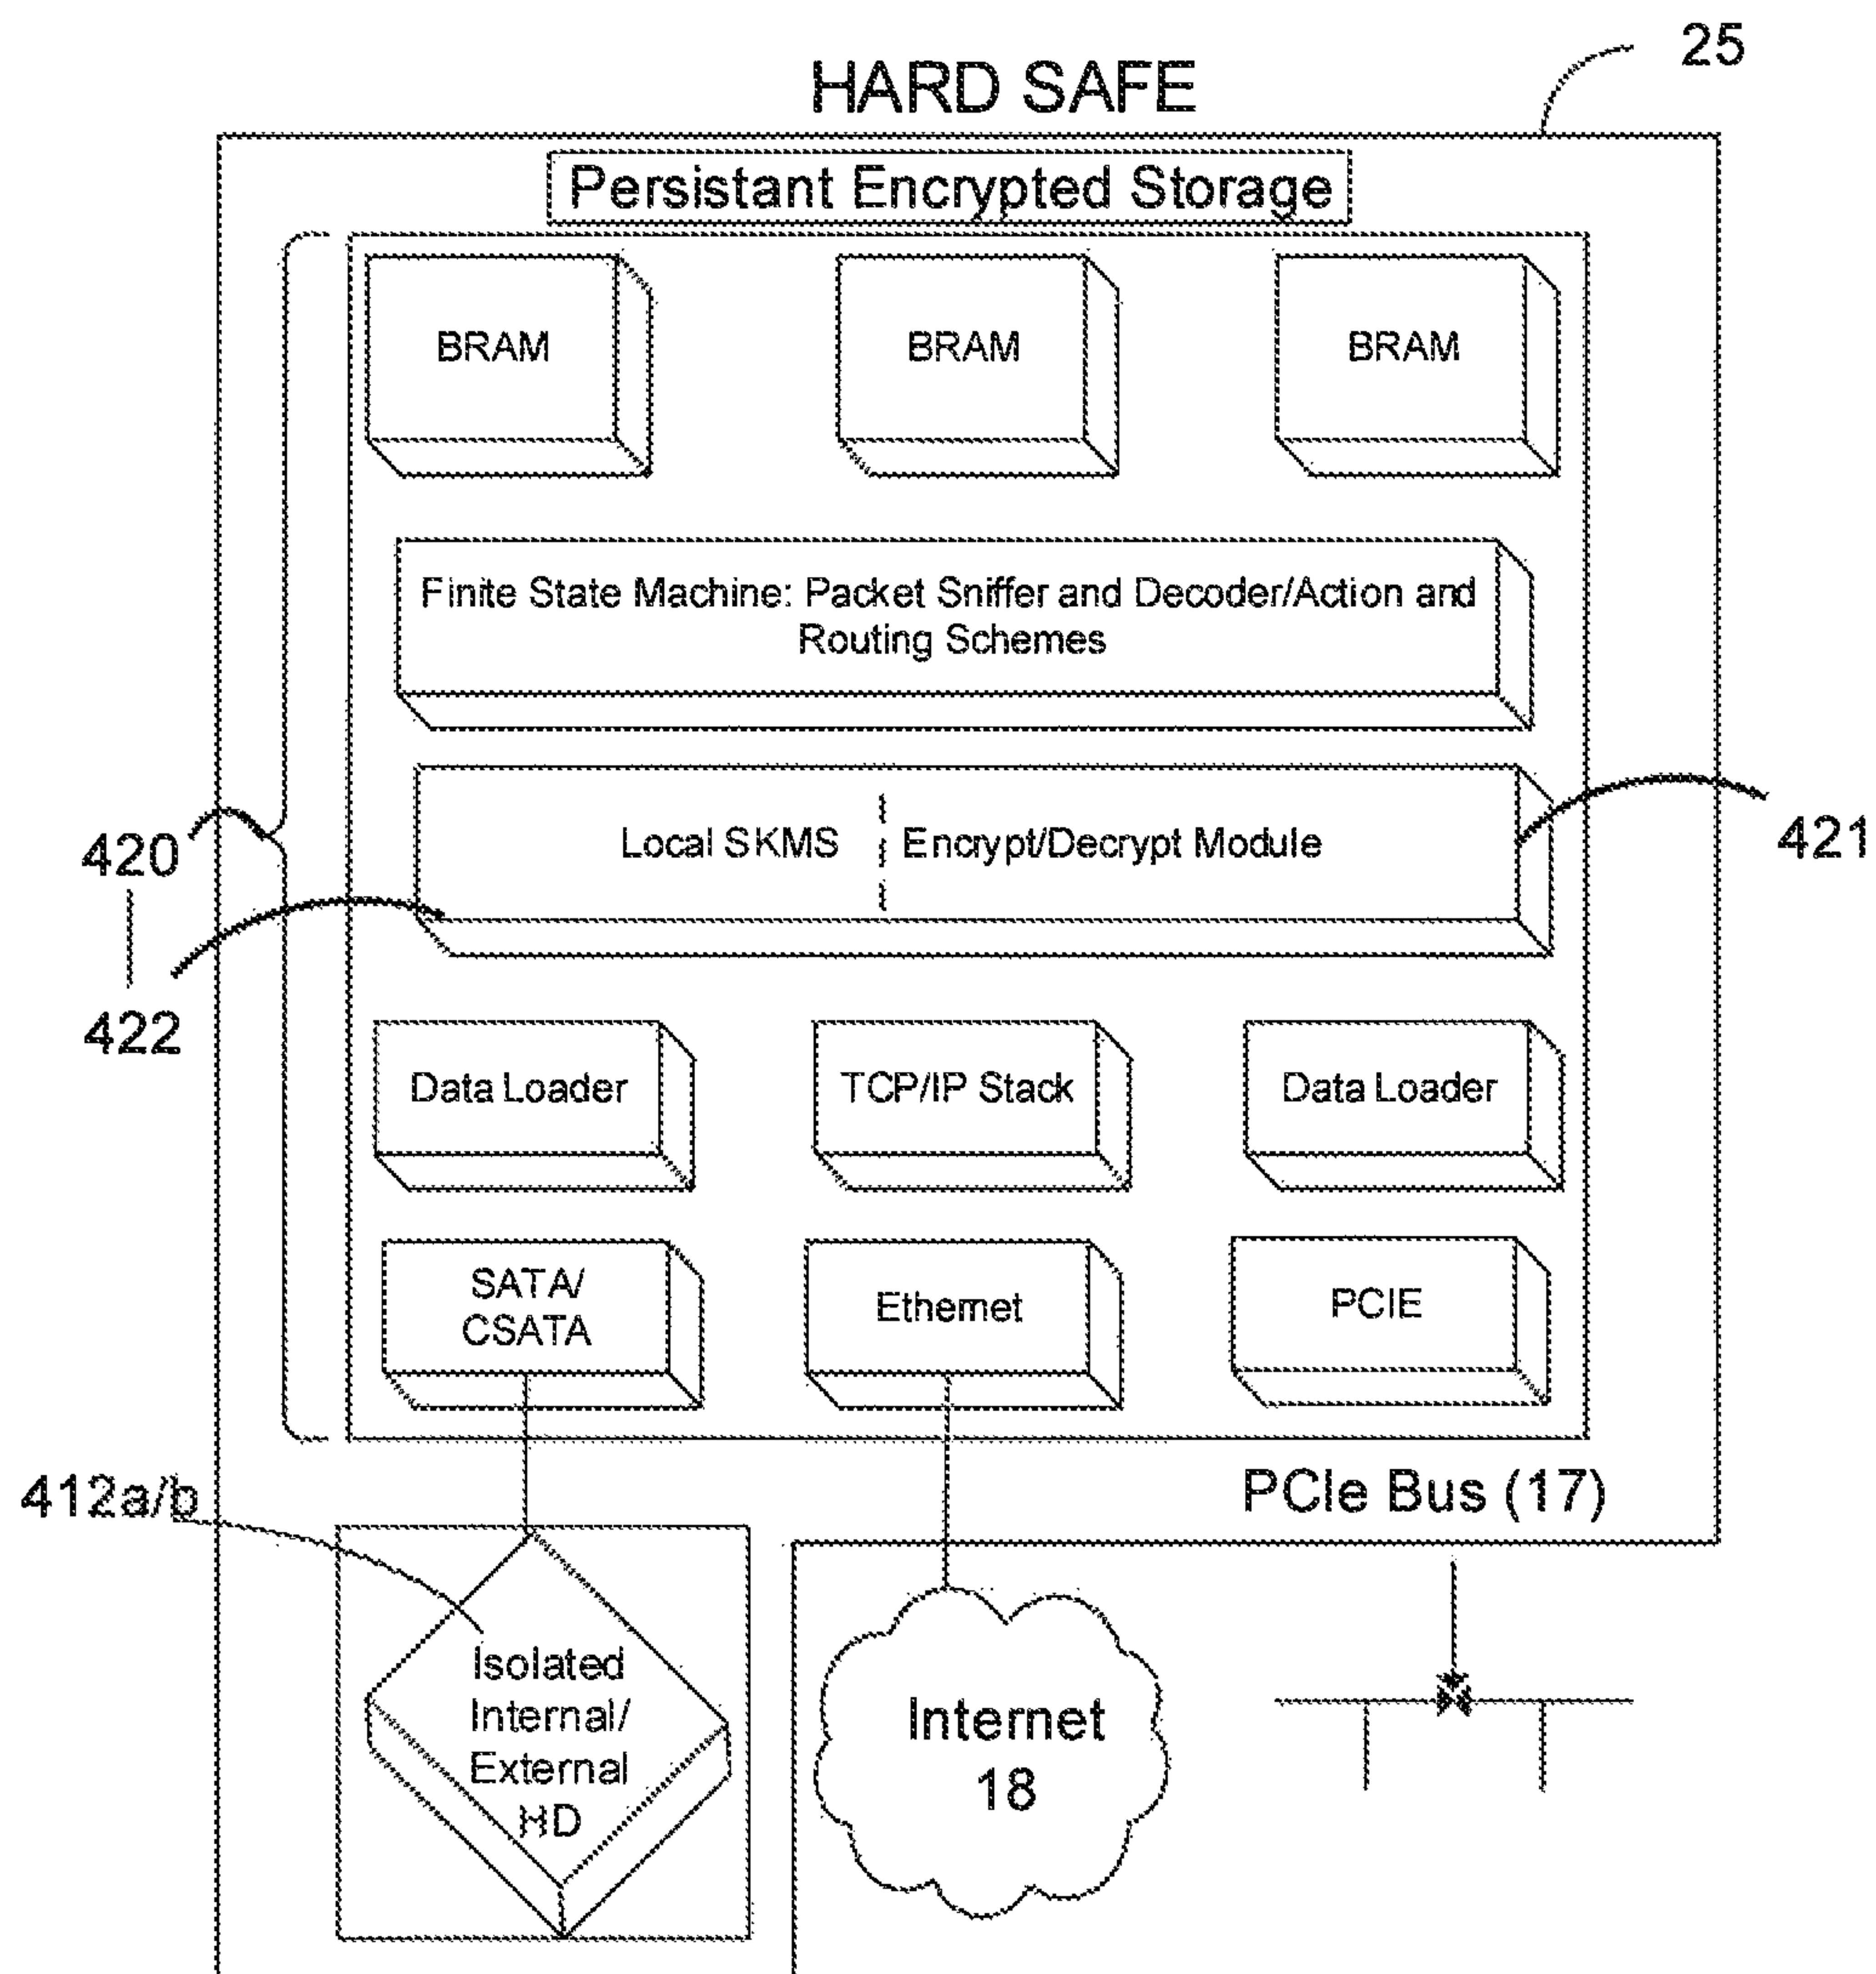 25
HARD SAFE
Persistant Encrypted Storage
BRAM
BRAM
BRAM
Finite State Machine: Packet Sniffer and Decoder/Action and
Routing Schemes
Local SKMS
Encrypt/Decrypt Module
420
421
422
Data Loader
TCP/IP Stack
Data Loader
SATA/
CSATA
Ethernet
PCIE
PCIe Bus (17)
412a/b
Isolated
Internal/
External
HD
Internet
18